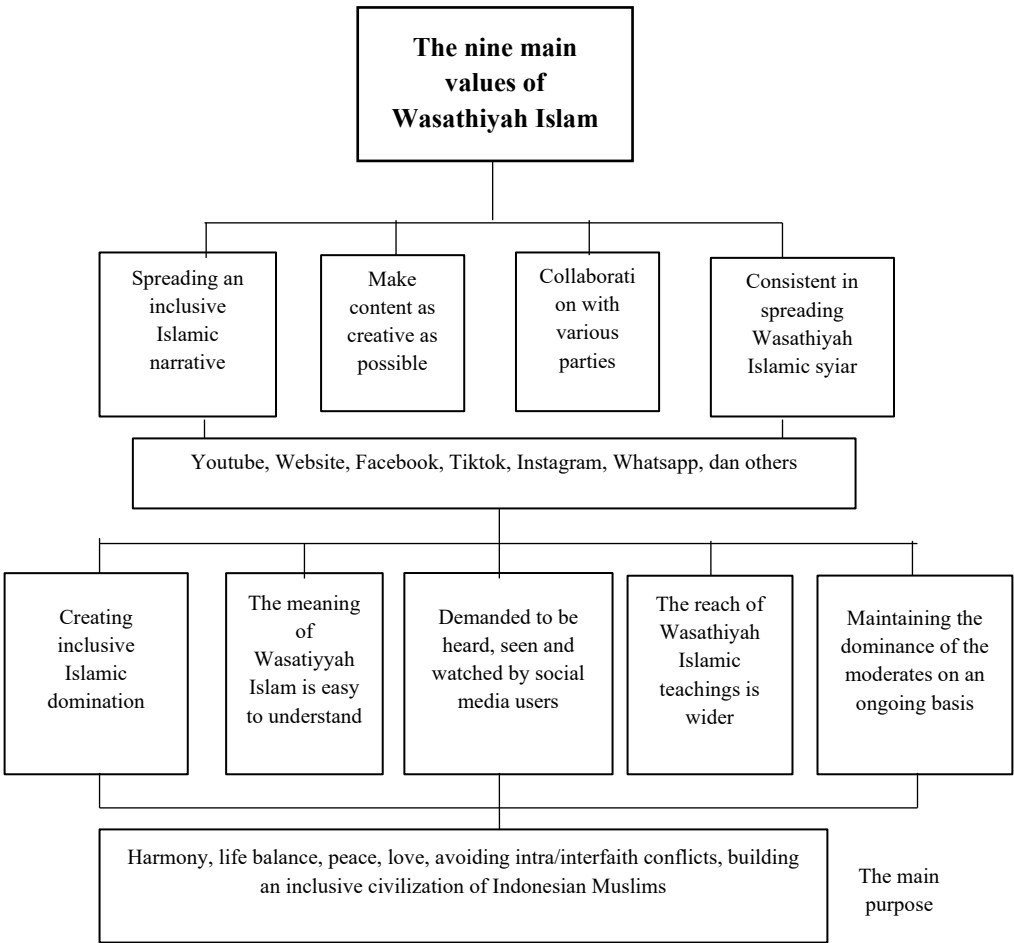 The nine main
values of
Wasathiyah Islam
Spreading an
inclusive
Islamic
narrative
Make
content as
creative as
possible
Collaborati
on with
various
parties
Consistent in
spreading
Wasathiyah
Islamic syiar
Youtube, Website, Facebook, Tiktok, Instagram, Whatsapp, dan others
Creating
inclusive
Islamic
domination
The meaning
of
Wasatiyyah
Islam is easy
to understand
Demanded to be
heard, seen and
watched by social
media users
The reach of
Wasathiyah
Islamic
teachings is
wider
Maintaining the
dominance of the
moderates on an
ongoing basis
Harmony, life balance, peace, love, avoiding intra/interfaith conflicts, building
an inclusive civilization of Indonesian Muslims
The main
purpose